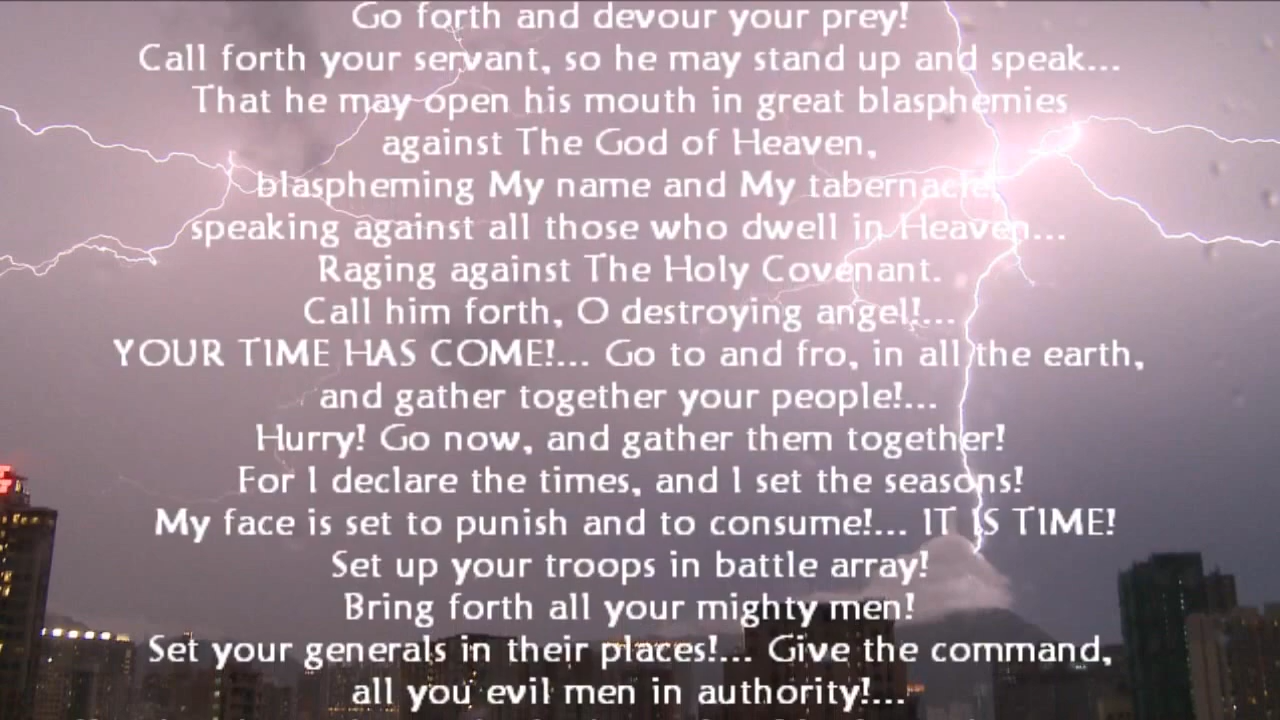 Go forth and devour your prey!
Call forth your servant, so he may stand up and speak...
That he may open his mouth in great blasphemies
against The God of Heaven,
blaspheming My name and My tabernacle,
speaking against all those who dwell in Heaven...
Raging against The Holy Covenant.
Call him forth, O destroying angel!...
YOUR TIME HAS COME!... Go to and fro, in all the earth,
and gather together your people!...
Hurry! Go now, and gather them together!
For I declare the times, and I set the seasons!
My face is set to punish and to consume!... IT IS TIME!
Set up your troops in battle array!
Bring forth all your mighty men!
Set your generals in their places!... Give the command,
all you evil men in authority!...